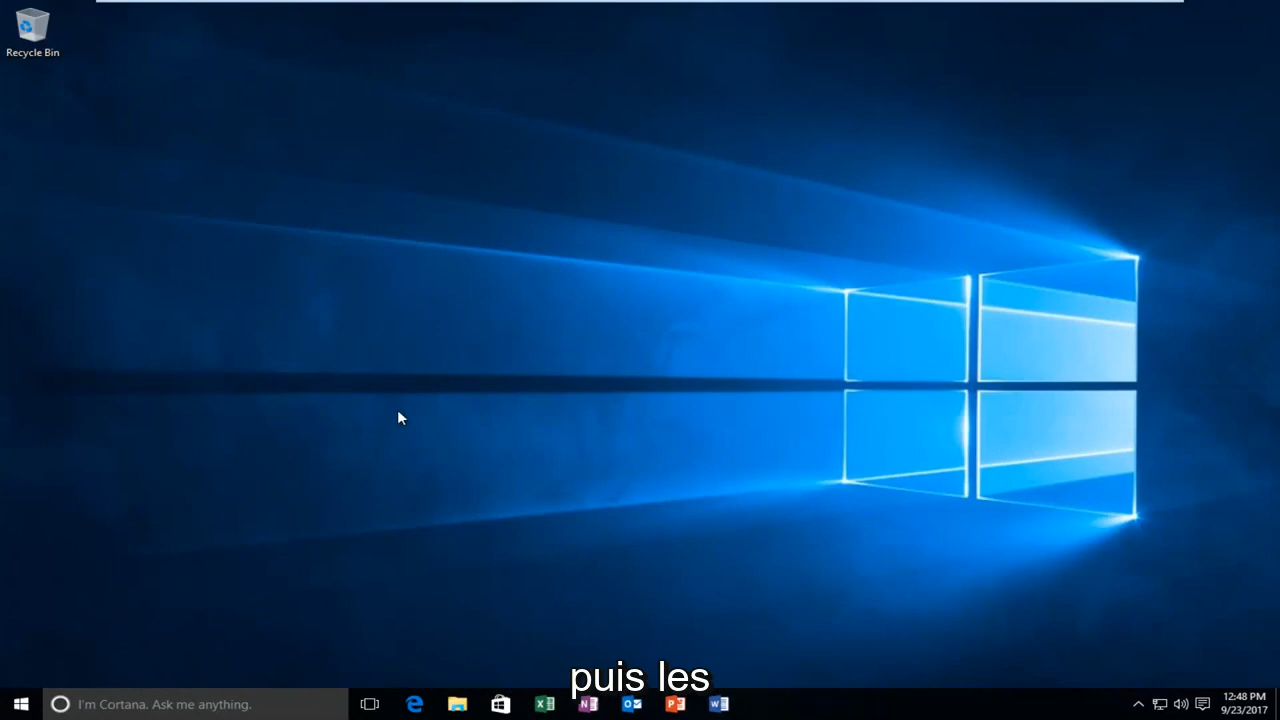 Recycle Bin
puis les
I'm Cortana. Ask me anything.
12:48 PM
9/23/2017